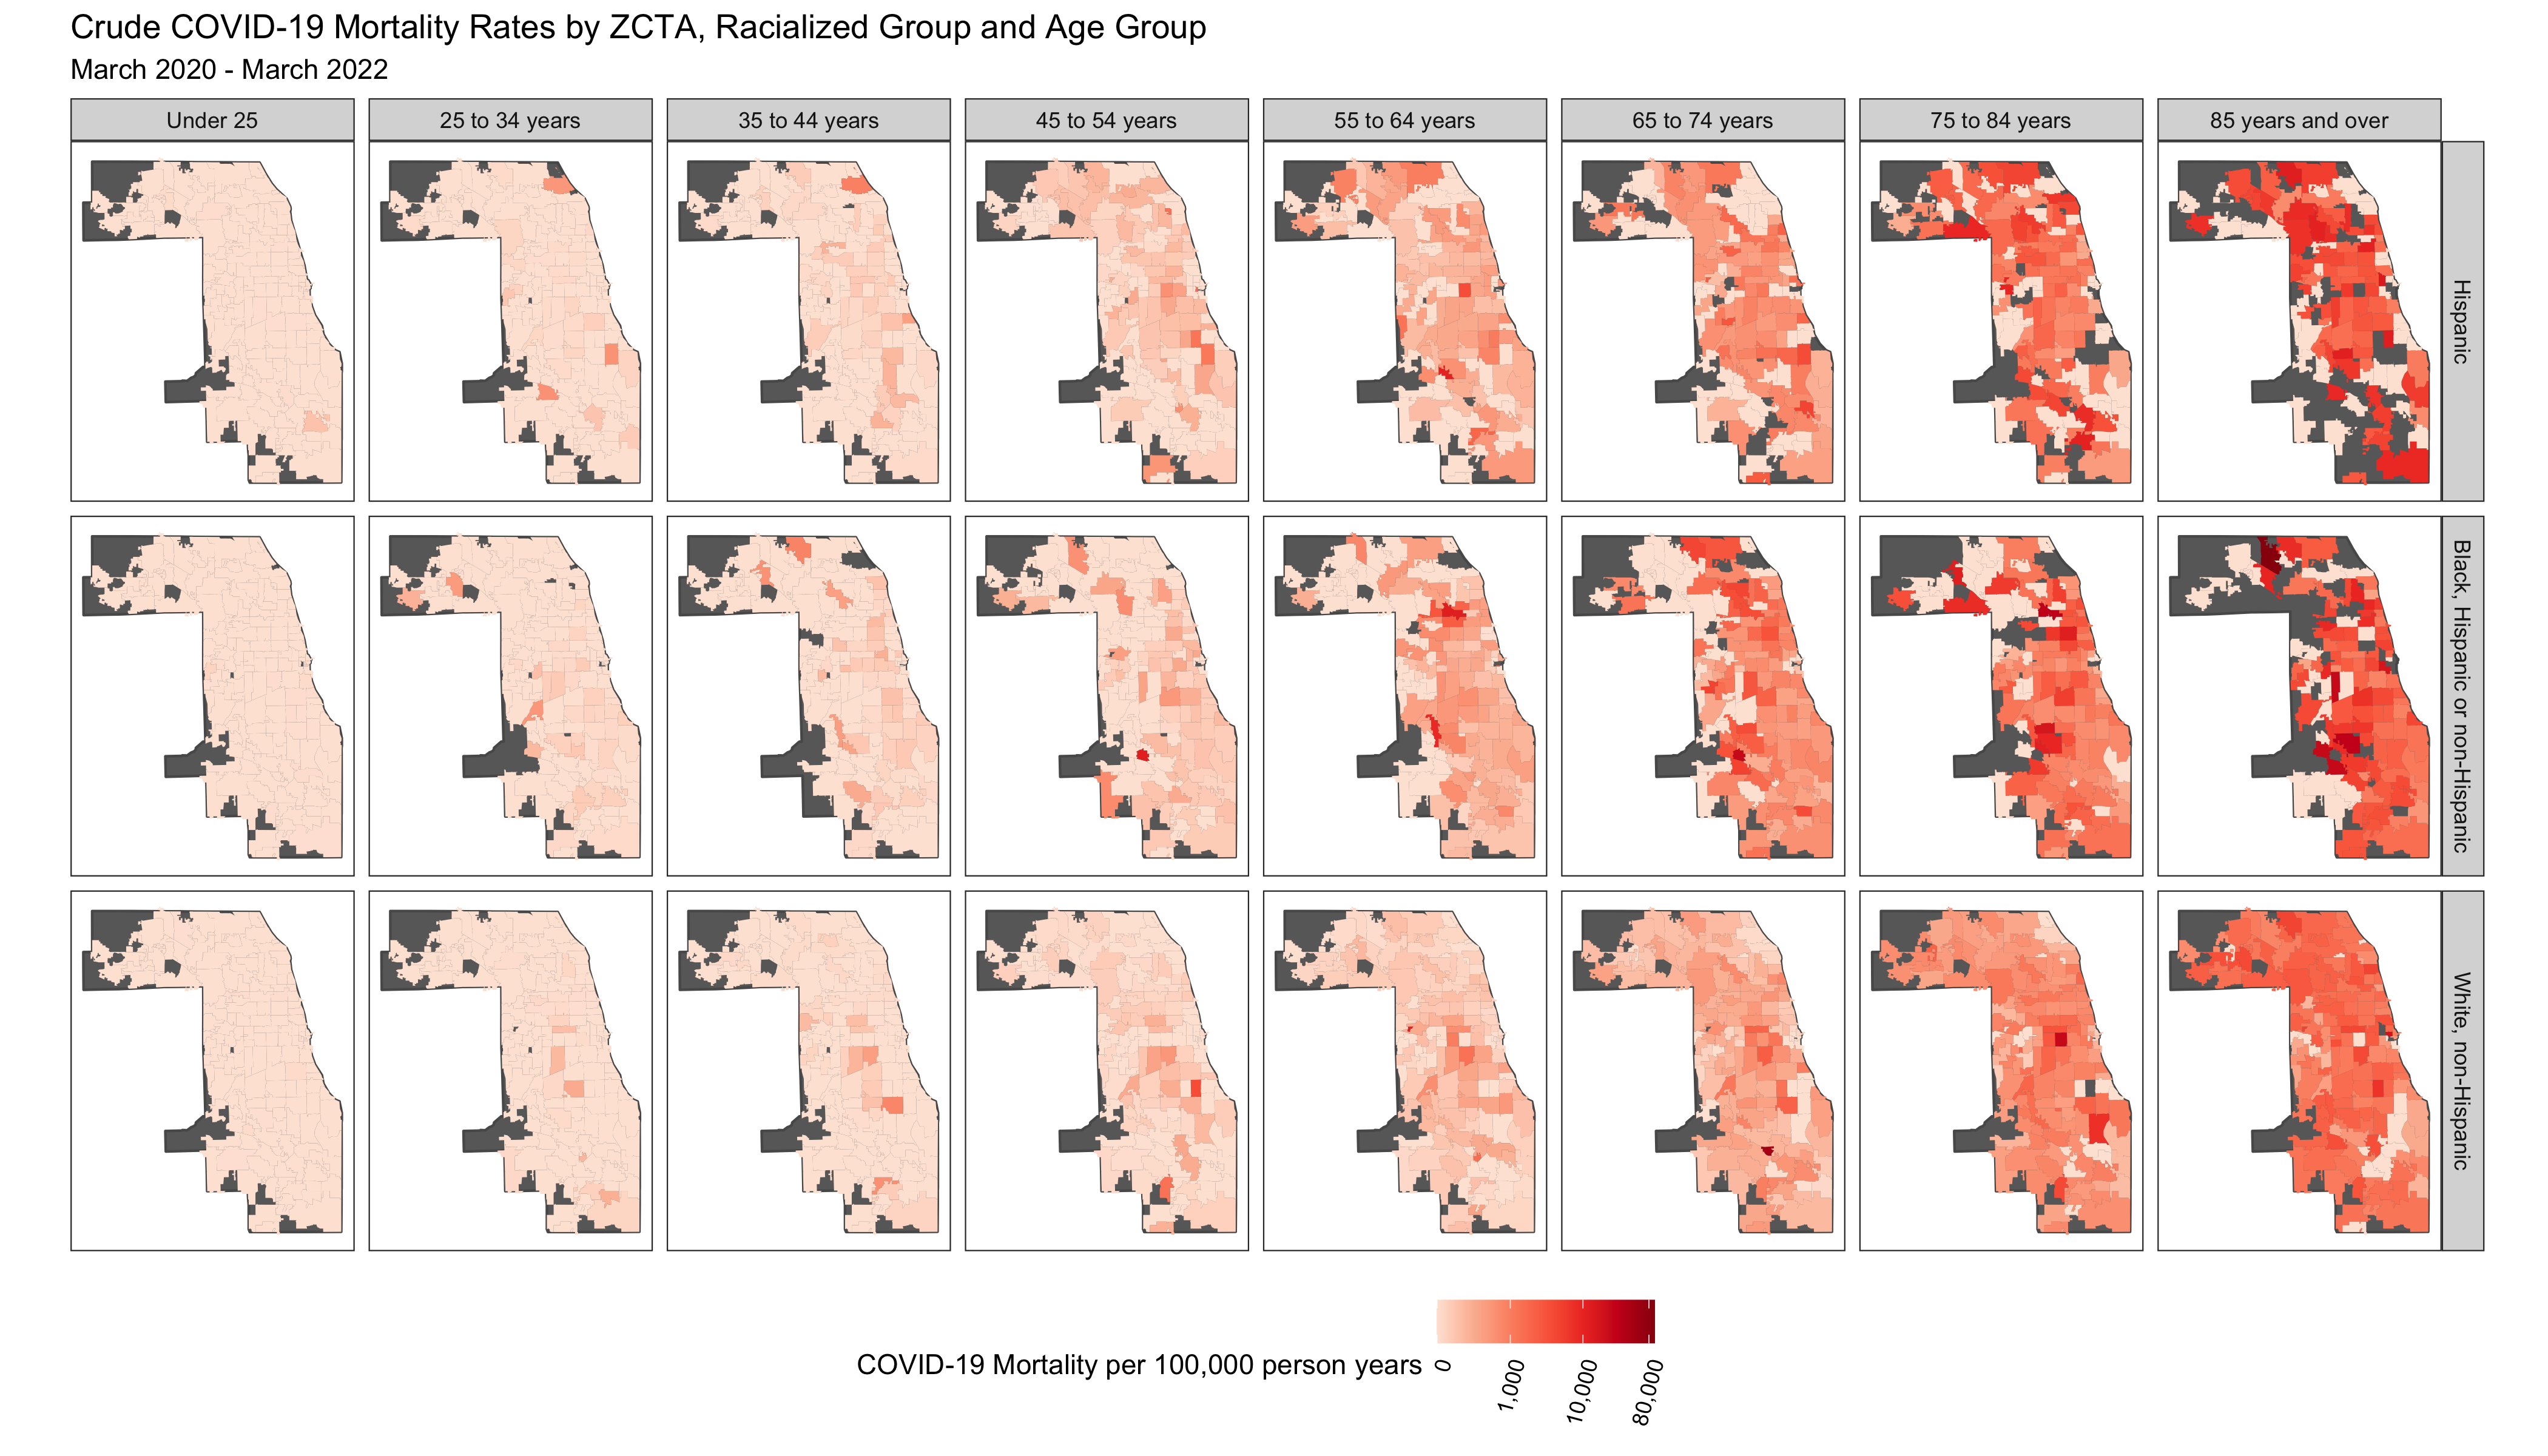 Crude COVID-19 Mortality Rates by ZCTA, Racialized Group and Age Group
March 2020 - March 2022
Under 25
25 to 34 years
35 to 44 years
45 to 54 years
55 to 64 years
65 to 74 years
75 to 84 years
85 years and over
Hispanic
Black, Hispanic or non-Hispanic
White, non-Hispanic
COVID-19 Mortality per 100,000 person years
0
1,000
10,000
80,000